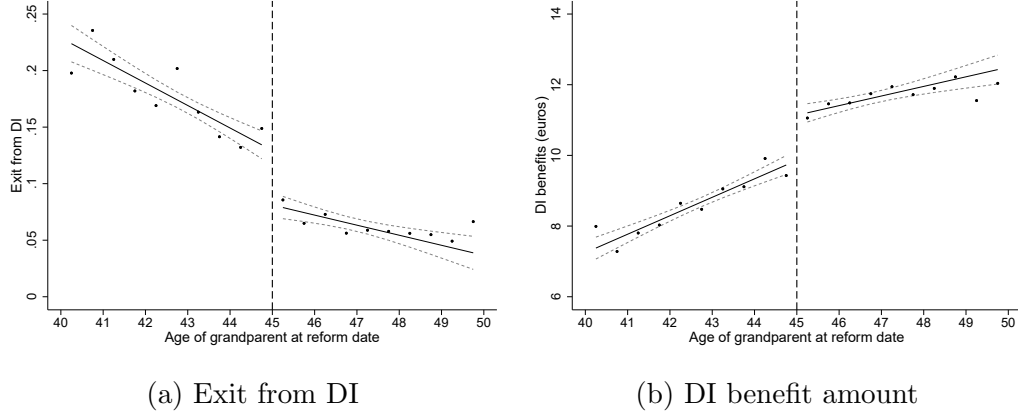 .25
.2
.15
.1
.05
0
Exit from DI
40 41 42 43 44 45 46 47 48 49 50
Age of grandparent at reform date
(a) Exit from DI
14
12
10
8
6
DI benefits (euros)
40 41 42 43 44 45 46 47 48 49 50
Age of grandparent at reform date
(b) DI benefit amount